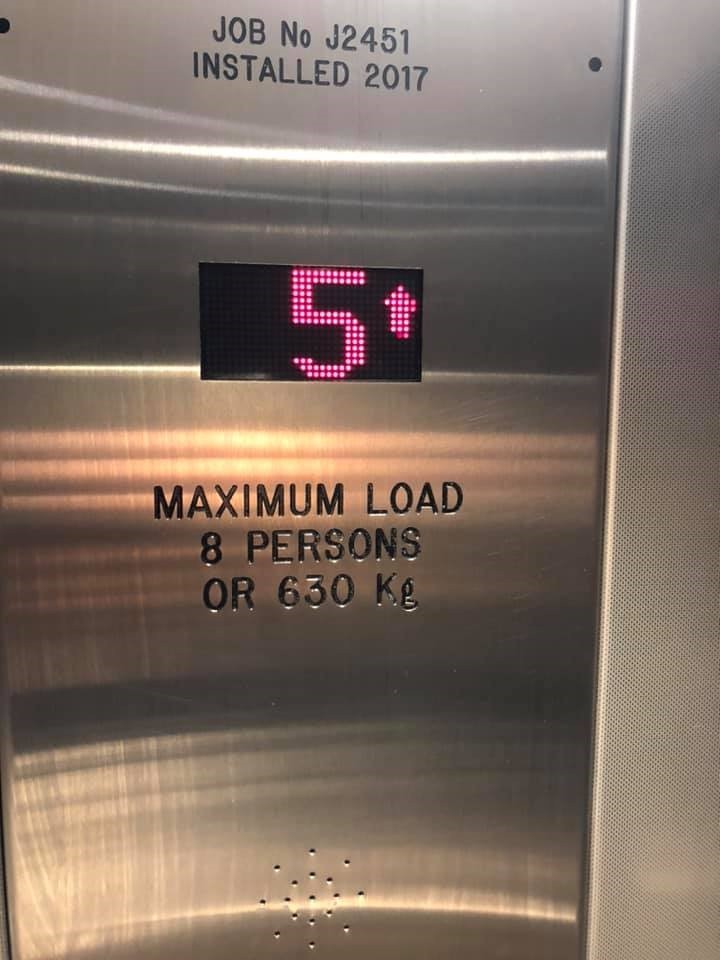 JOB No J2451
INSTALLED 2017
5↑
MAXIMUM LOAD
8 PERSONS
OR 630 Kg